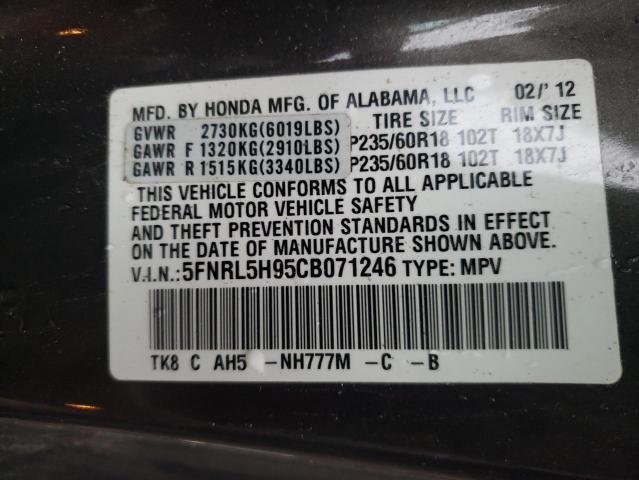 MFD. BY HONDA MFG. OF ALABAMA, LLC 02/'12
TIRE SIZE RIM SIZE
GVWR 2730KG(6019LBS)
GAWR F 1320KG(2910LBS) P235/60R18 102T 18X7J
GAWR R 1515KG(3340LBS) P235/60R18 102T 18X7J
THIS VEHICLE CONFORMS TO ALL APPLICABLE
FEDERAL MOTOR VEHICLE SAFETY
AND THEFT PREVENTION STANDARDS IN EFFECT
ON THE DATE OF MANUFACTURE SHOWN ABOVE.
V.I.N.:5FNRL5H95CB071246 TYPE: MPV
TK8 C AH5 -NH777M -C -B